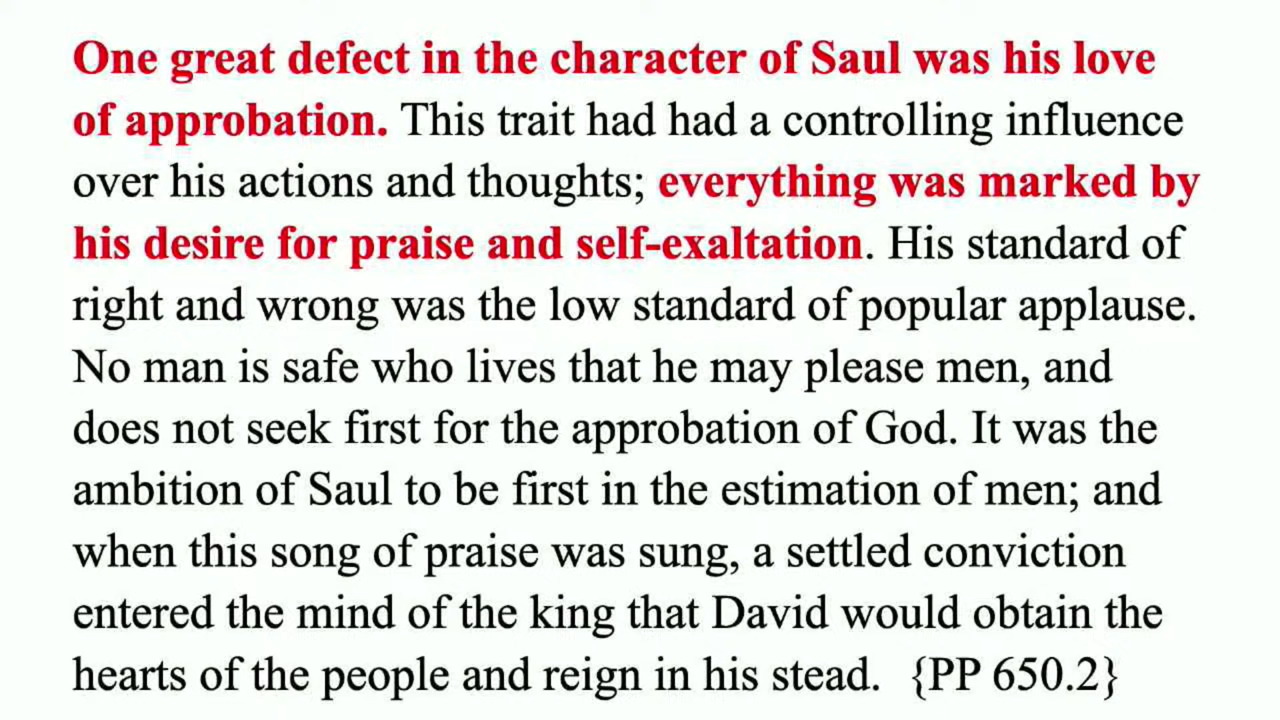 One great defect in the character of Saul was his love
of approbation. This trait had had a controlling influence
over his actions and thoughts; everything was marked by
his desire for praise and self-exaltation. His standard of
right and wrong was the low standard of popular applause.
No man is safe who lives that he may please men, and
does not seek first for the approbation of God. It was the
ambition of Saul to be first in the estimation of men; and
when this song of praise was sung, a settled conviction
entered the mind of the king that David would obtain the
hearts of the people and reign in his stead. {PP 650.2}